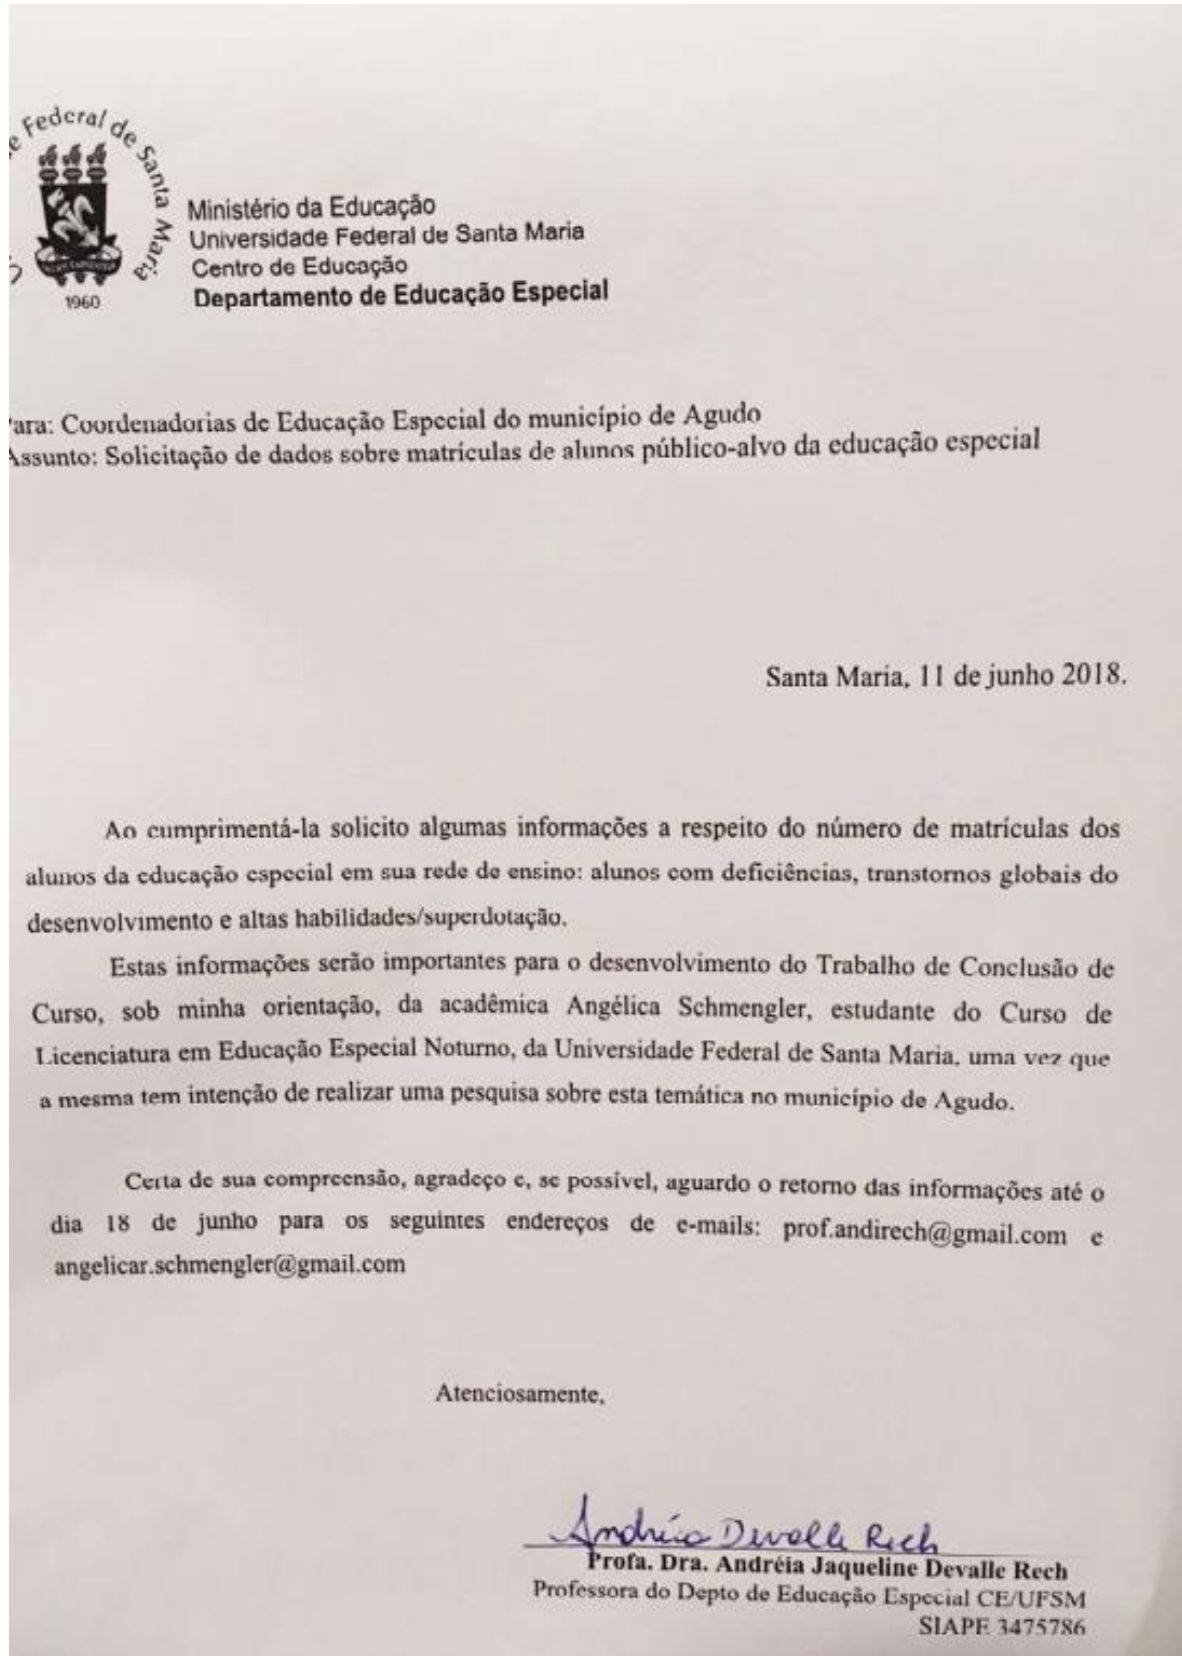 Federal de Santa Maria
1960
Ministério da Educação
Universidade Federal de Santa Maria
Centro de Educação
Departamento de Educação Especial
ara: Coordenadorias de Educação Especial do município de Agudo
Assunto: Solicitação de dados sobre matrículas de alunos público-alvo da educação especial
Santa Maria, 11 de junho 2018.
Ao cumprimentá-la solicito algumas informações a respeito do número de matrículas dos
alunos da educação especial em sua rede de ensino: alunos com deficiências, transtornos globais do
desenvolvimento e altas habilidades/superdotação.
Estas informações serão importantes para o desenvolvimento do Trabalho de Conclusão de
Curso, sob minha orientação, da acadêmica Angélica Schmengler, estudante do Curso de
Licenciatura em Educação Especial Noturno, da Universidade Federal de Santa Maria, uma vez que
a mesma tem intenção de realizar uma pesquisa sobre esta temática no município de Agudo.
Certa de sua compreensão, agradeço e, se possível, aguardo o retorno das informações até o
dia 18 de junho para os seguintes endereços de e-mails: prof.andirech@gmail.com e
angelicar.schmengler@gmail.com
Atenciosamente,
Andréia Devalle Rech
Profa. Dra. Andréia Jaqueline Devalle Rech
Professora do Depto de Educação Especial CE/UFSM
SIAPE 3475786